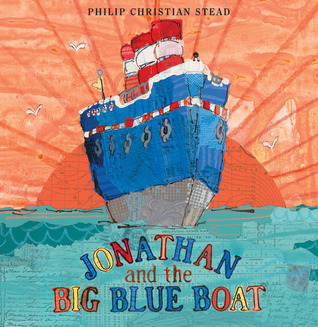 PHILIP CHRISTIAN STEAD
JONATHAN
and the
BIG BLUE BOAT